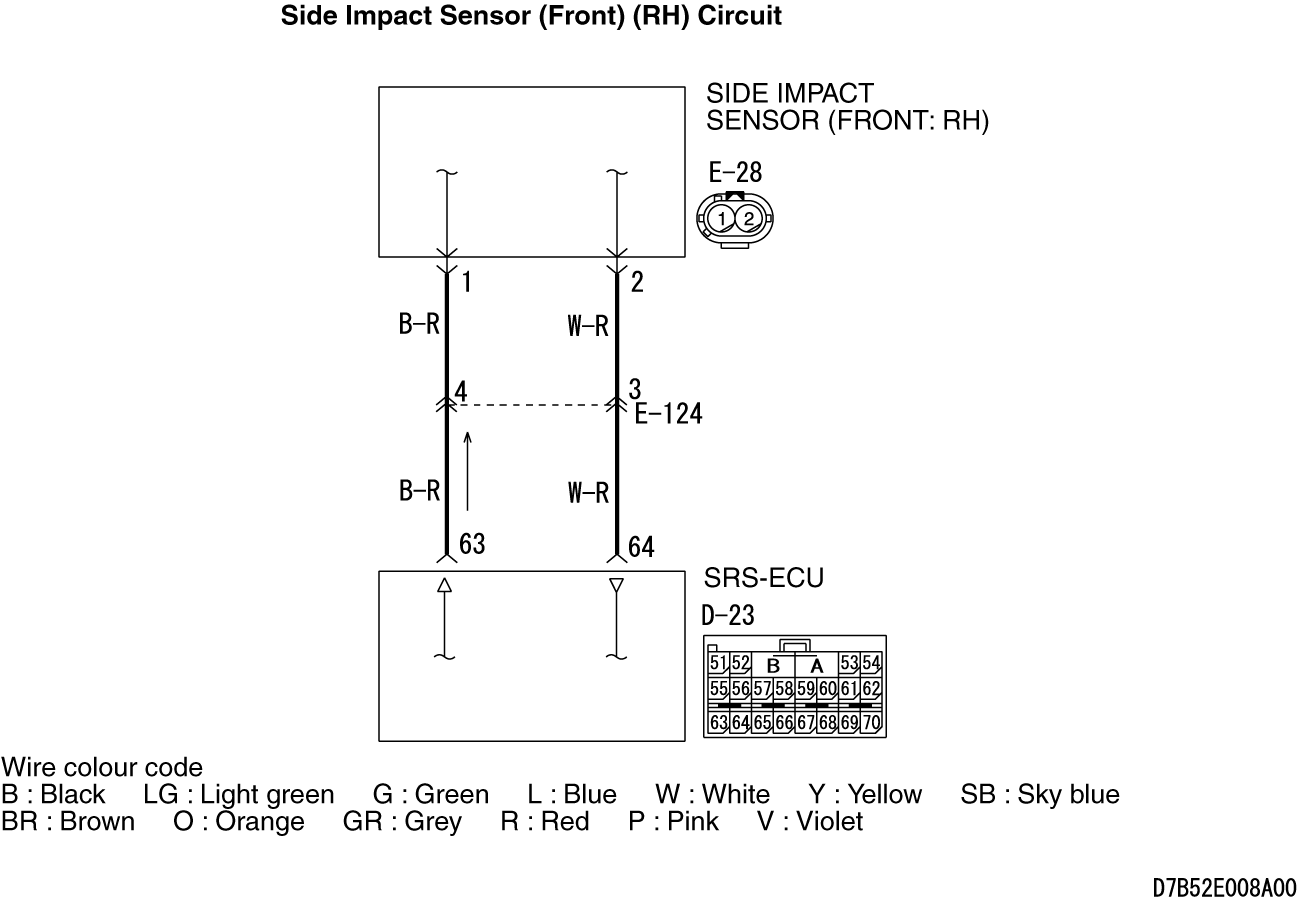 Side Impact Sensor (Front) (RH) Circuit
SIDE IMPACT
SENSOR (FRONT: RH)
E-28
1 2
1 2
B-R W-R
4 3
E-124
B-R W-R
63 64
SRS-ECU
D-23
51 52 B A 53 54
55 56 57 58 59 60 61 62
63 64 65 66 67 68 69 70
Wire colour code
B : Black LG : Light green G : Green L : Blue W : White Y : Yellow SB : Sky blue
BR : Brown O : Orange GR : Grey R : Red P : Pink V : Violet
D7B52E008A00